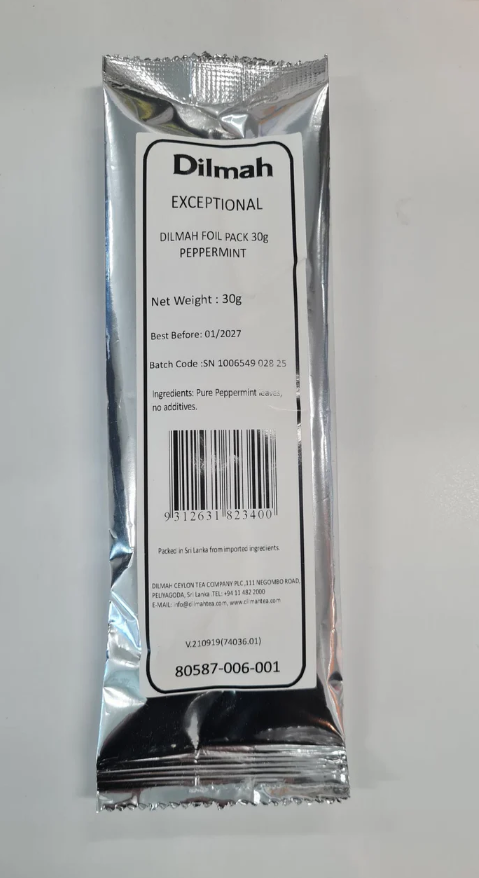 Dilmah
EXCEPTIONAL
DILMAH FOIL PACK 30g
PEPPERMINT
Net Weight : 30g
Best Before: 01/2027
Batch Code :SN 1006549 028 25
Ingredients: Pure Peppermint leaves,
no additives.
9 312631 823400
Packed in Sri Lanka from imported ingredients
DILMAH CEYLON TEA COMPANY PLC,111 NEGOMBO ROAD,
PELIYAGODA, Sri Lanka .TEL: +94 11 482 2000
E-MAIL: info@dilmahtea.com, www.dilmahtea.com
V.210919(74036.01)
80587-006-001